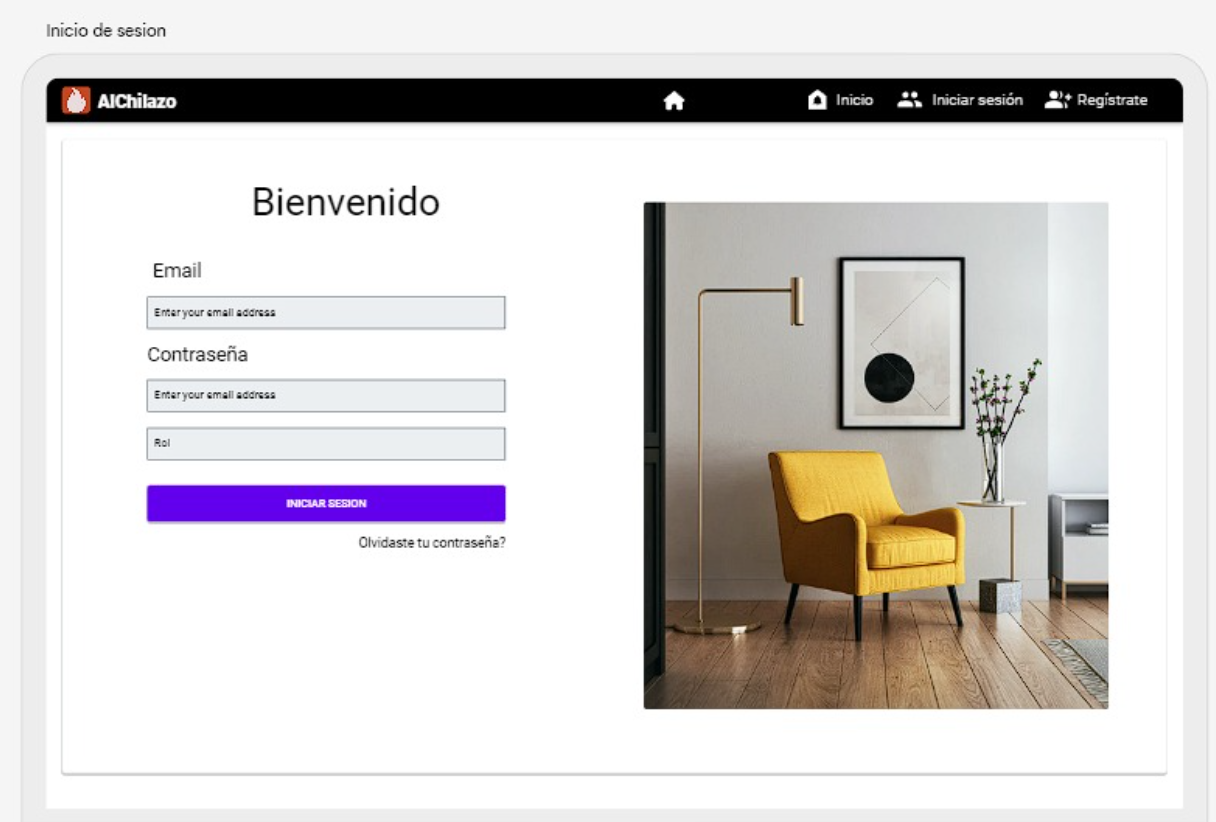 Inicio de sesion
AlChilazo
Inicio
Iniciar sesión
Regístrate
Bienvenido
Email
Enter your email address
Contraseña
Enter your email address
Rol
INICIAR SESION
Olvidaste tu contraseña?